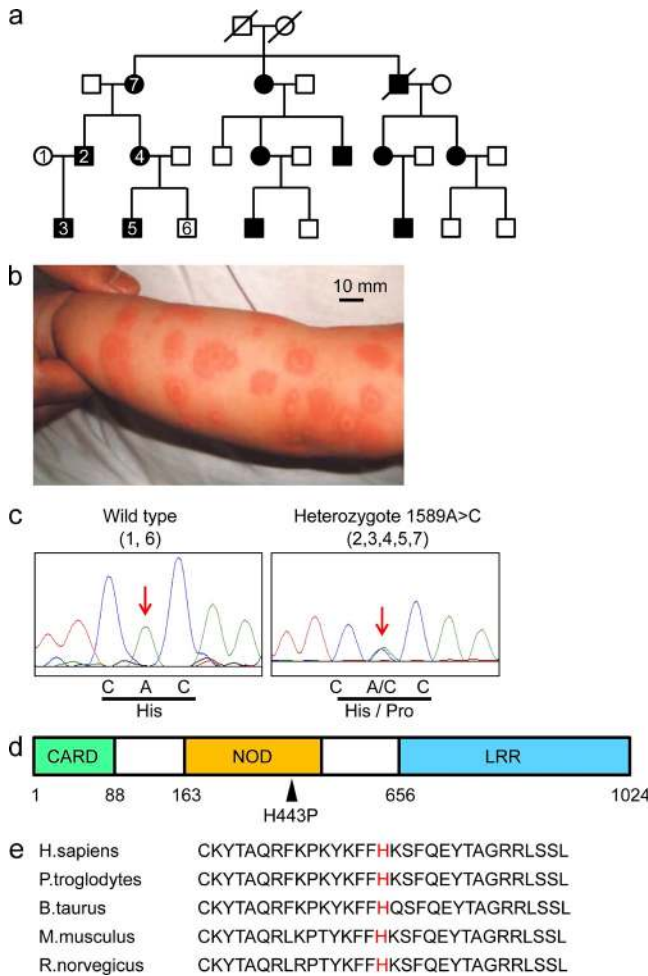 a
7
1 2 4
3 5 6
b
10 mm
c
Wild type
(1, 6)
Heterozygote 1589A>C
(2,3,4,5,7)
C A C
His
C A/C C
His / Pro
d
CARD NOD LRR
1 88 163 656 1024
H443P
e
H.sapiens CKYTAQRFKPKYKFFHKSFQEYTAGRRLSSL
P.troglodytes CKYTAQRFKPKYKFFHKSFQEYTAGRRLSSL
B.taurus CKYTAQRFKPKYKFFHQSFQEYTAGRRLSSL
M.musculus CKYTAQRLKPTYKFFHKSFQEYTAGRRLSSL
R.norvegicus CKYTAQRLRPTYKFFHKSFQEYTAGRRLSSL